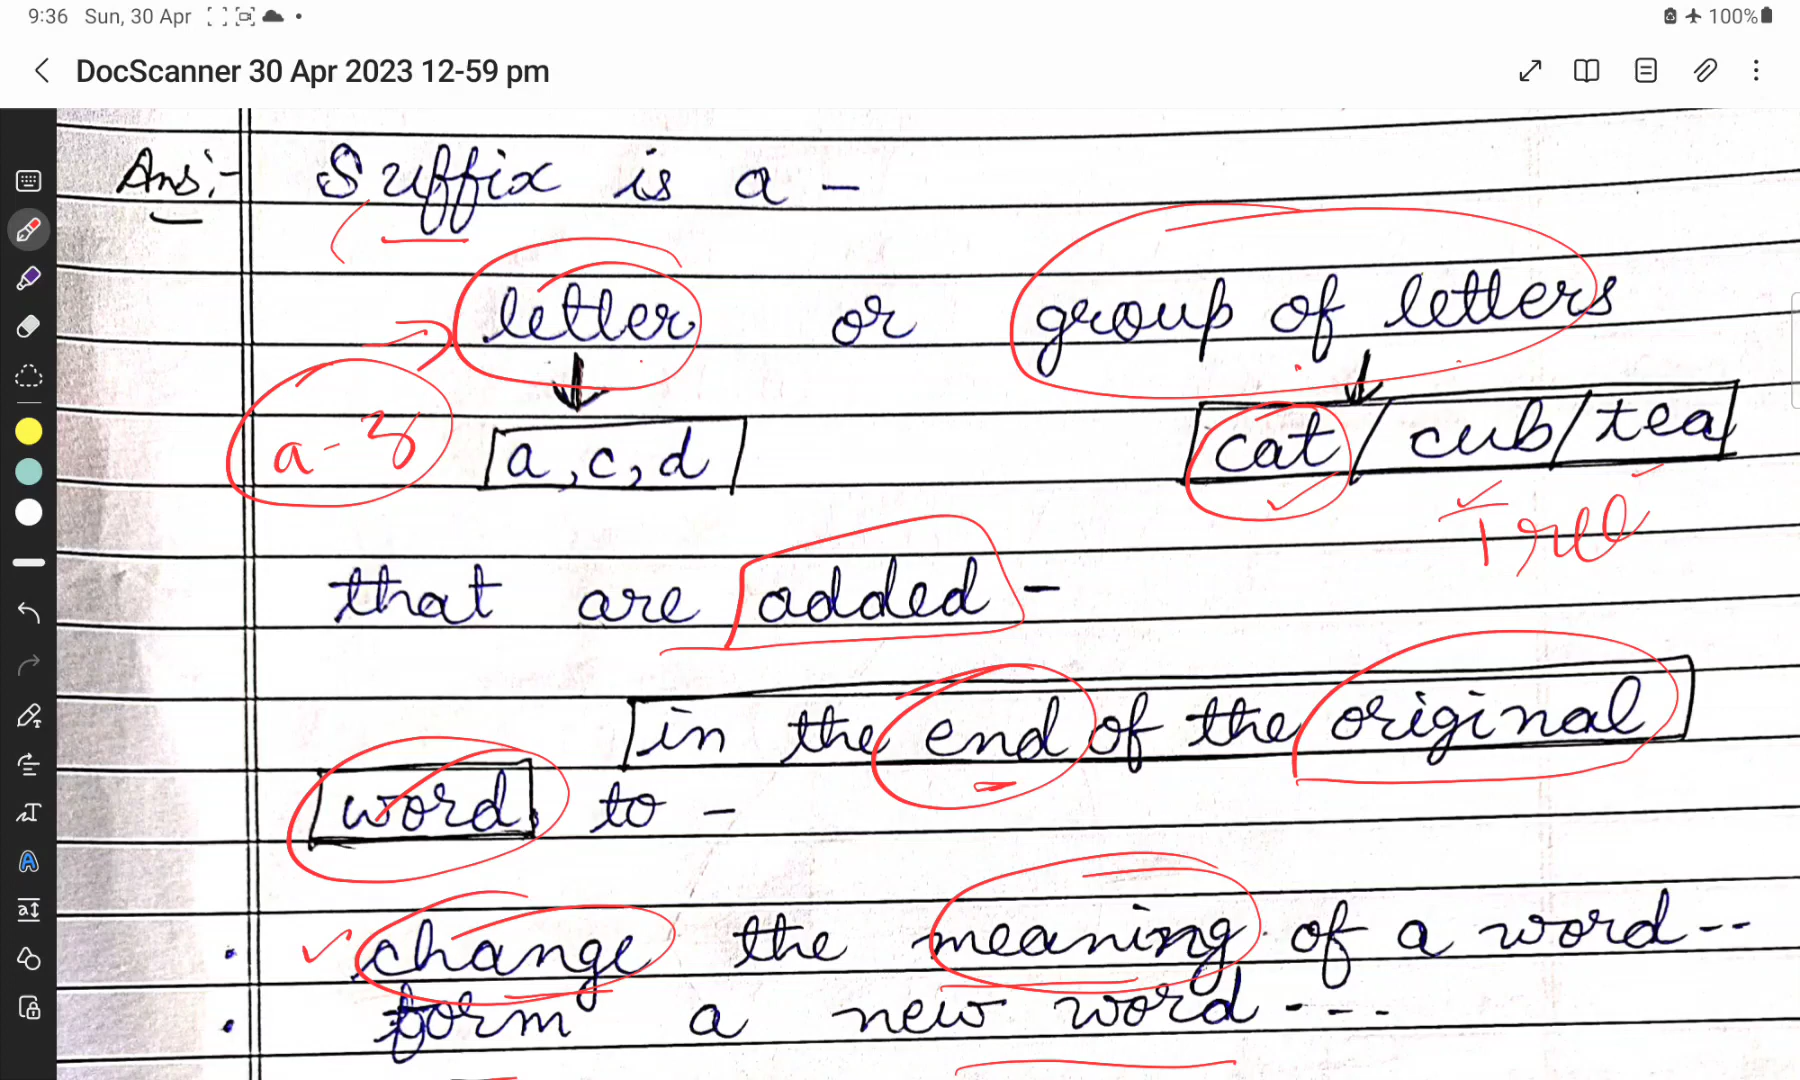 9:36 Sun, 30 Apr
100%
DocScanner 30 Apr 2023 12-59 pm
Ans:- Suffix is a -
letter or group of letters
a-z a,c,d cat/ cub/tea
Tree
that are added -
in the end of the original
word to -
change the meaning of a word--
form a new word ----